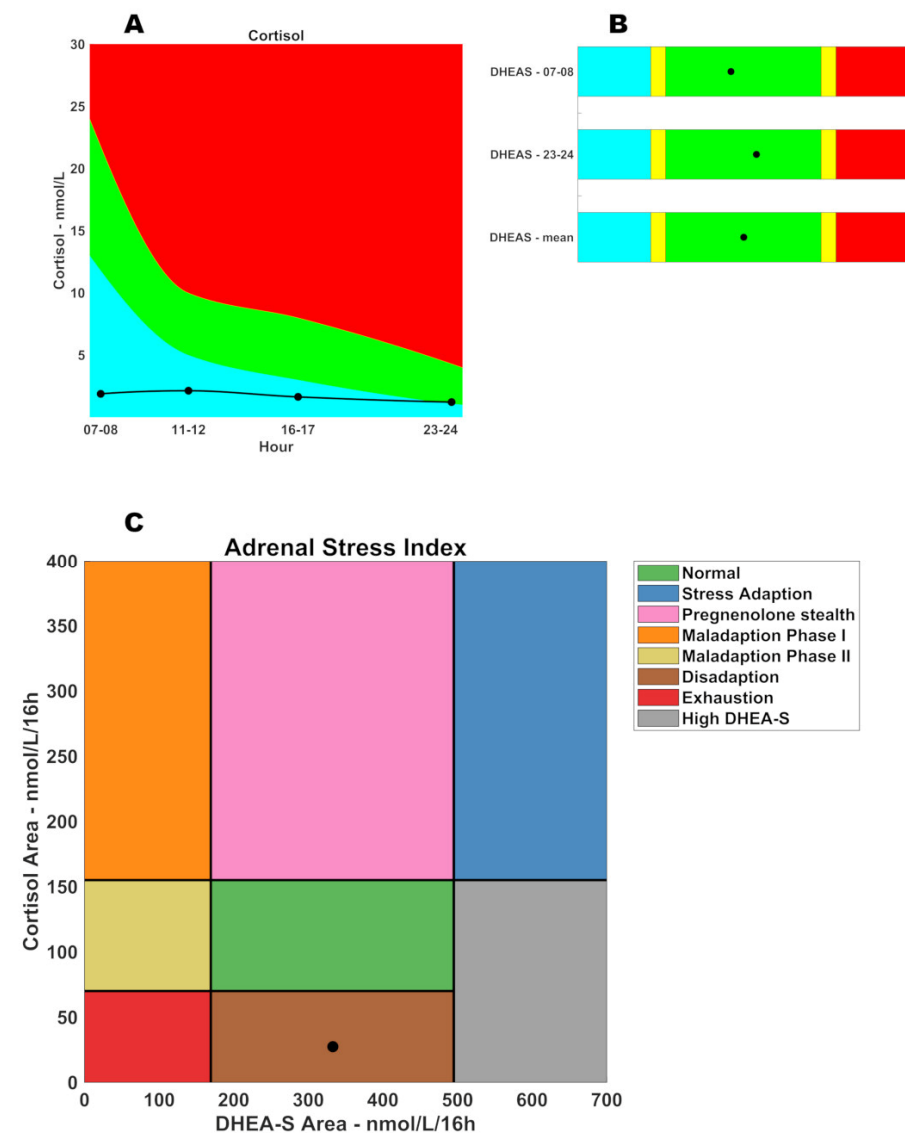 A
Cortisol
30
25
20
15
10
5
Cortisol - nmol/L
07-08 11-12 16-17 23-24
Hour
B
DHEAS - 07-08
DHEAS - 23-24
DHEAS - mean
C
Adrenal Stress Index
400
350
300
250
200
150
100
50
0
Cortisol Area - nmol/L/16h
0 100 200 300 400 500 600 700
DHEA-S Area - nmol/L/16h
Normal
Stress Adaption
Pregnenolone stealth
Maladaption Phase I
Maladaption Phase II
Disadaption
Exhaustion
High DHEA-S